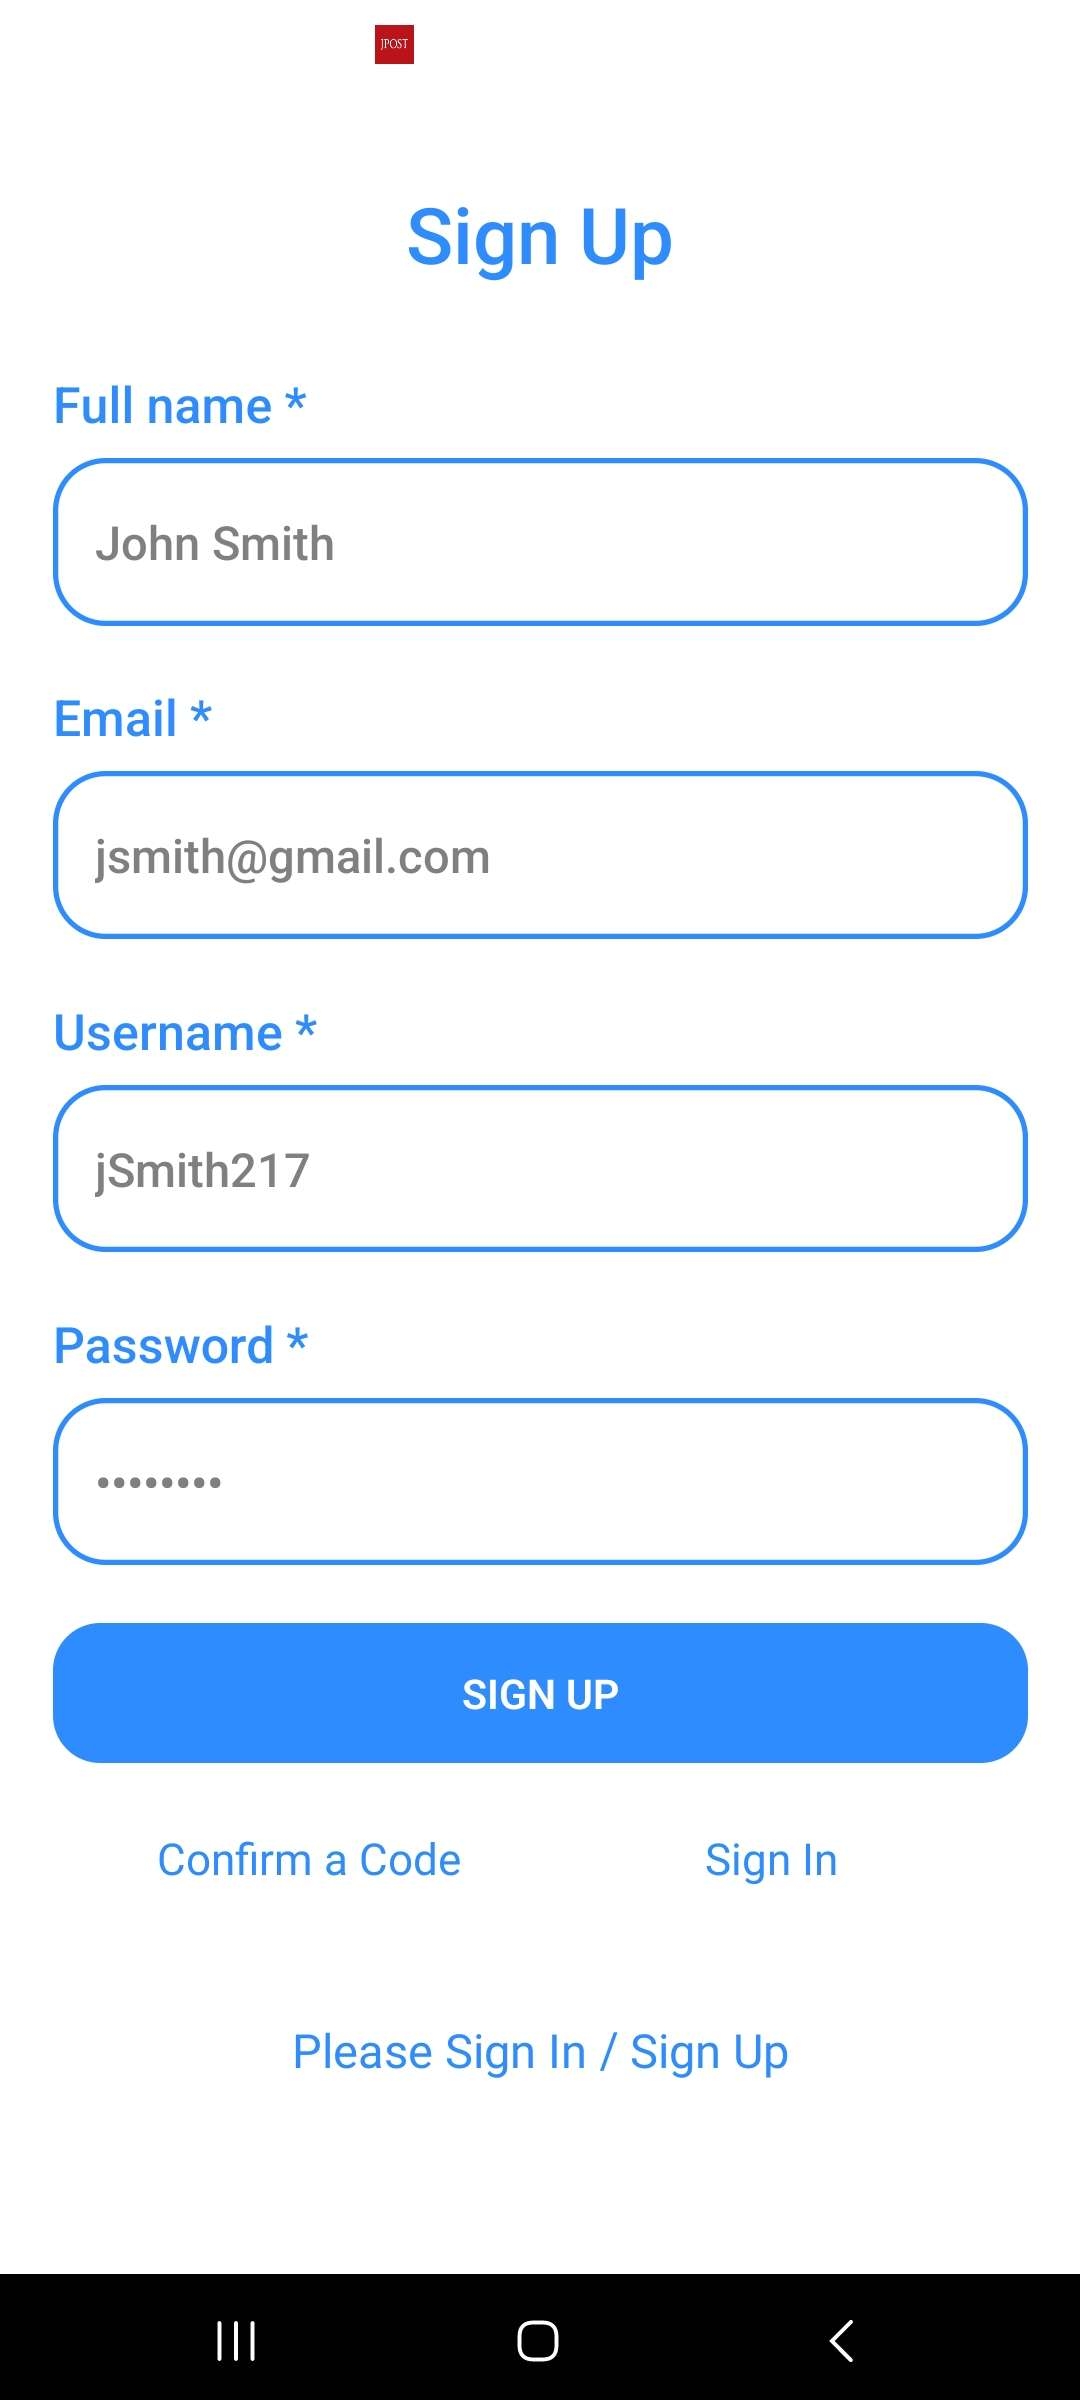 JPOST
Sign Up
Full name *
John Smith
Email *
jsmith@gmail.com
Username *
jSmith217
Password *
••••••••
SIGN UP
Confirm a Code
Sign In
Please Sign In / Sign Up